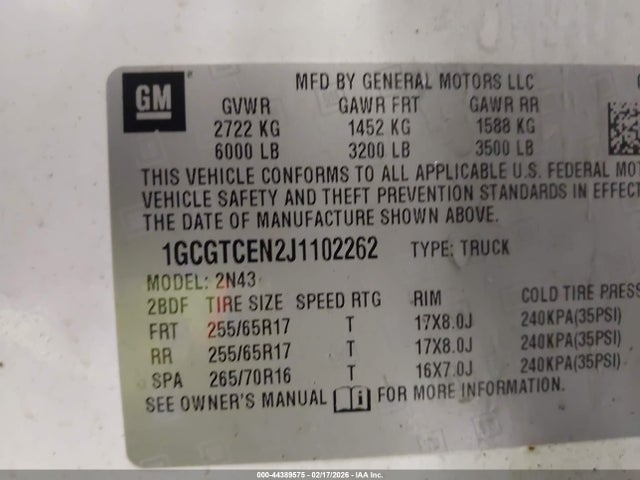 GM
MFD BY GENERAL MOTORS LLC
GVWR GAWR FRT GAWR RR
2722 KG 1452 KG 1588 KG
6000 LB 3200 LB 3500 LB
THIS VEHICLE CONFORMS TO ALL APPLICABLE U.S. FEDERAL MOT
VEHICLE SAFETY AND THEFT PREVENTION STANDARDS IN EFFECT
THE DATE OF MANUFACTURE SHOWN ABOVE.
1GCGTCEN2J1102262 TYPE: TRUCK
MODEL: 2N43
2BDF TIRE SIZE SPEED RTG RIM COLD TIRE PRESS
FRT 255/65R17 T 17X8.0J 240KPA(35PSI)
RR 255/65R17 T 17X8.0J 240KPA(35PSI)
SPA 265/70R16 T 16X7.0J 240KPA(35PSI)
SEE OWNER'S MANUAL i FOR MORE INFORMATION.
000-44389575 - 02/17/2026 - IAA Inc.